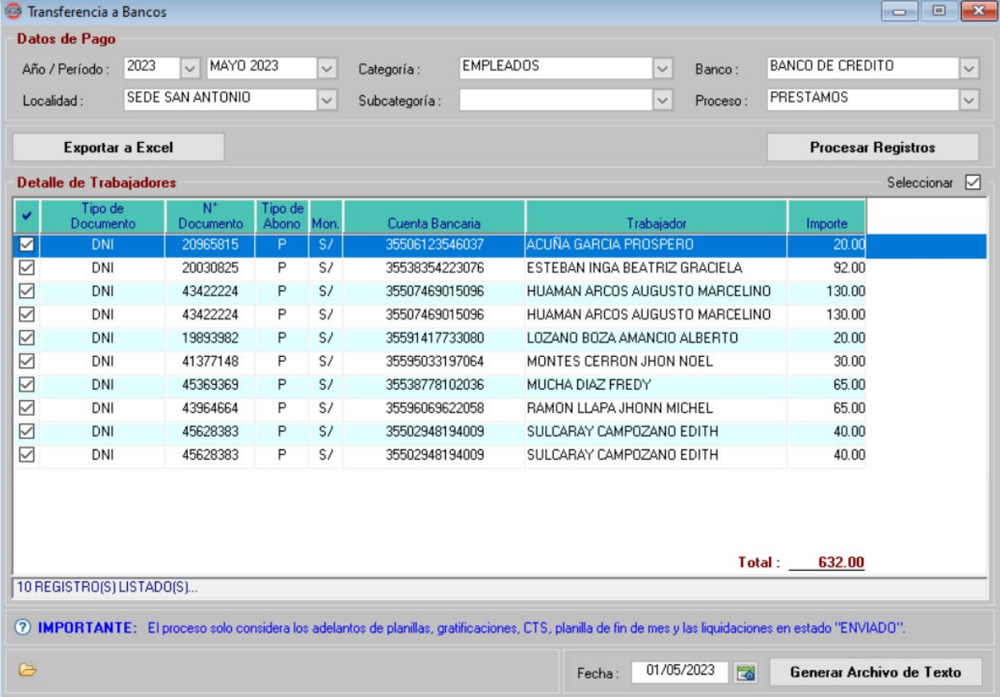 SGS Transferencia a Bancos
Datos de Pago
Año / Período : 2023 MAYO 2023 Categoría : EMPLEADOS Banco : BANCO DE CREDITO
Localidad : SEDE SAN ANTONIO Subcategoría : Proceso : PRESTAMOS
Exportar a Excel Procesar Registros
Detalle de Trabajadores Seleccionar
Tipo de Documento N° Documento Tipo de Abono Mon. Cuenta Bancaria Trabajador Importe
DNI 20965815 P S/ 35506123546037 ACUÑA GARCIA PROSPERO 20.00
DNI 20030825 P S/ 35538354223076 ESTEBAN INGA BEATRIZ GRACIELA 92.00
DNI 43422224 P S/ 35507469015096 HUAMAN ARCOS AUGUSTO MARCELINO 130.00
DNI 43422224 P S/ 35507469015096 HUAMAN ARCOS AUGUSTO MARCELINO 130.00
DNI 19893982 P S/ 35591417733080 LOZANO BOZA AMANCIO ALBERTO 20.00
DNI 41377148 P S/ 35595033197064 MONTES CERRON JHON NOEL 30.00
DNI 45369369 P S/ 35538778102036 MUCHA DIAZ FREDY 65.00
DNI 43964664 P S/ 35596069622058 RAMON LLAPA JHONN MICHEL 65.00
DNI 45628383 P S/ 35502948194009 SULCARAY CAMPOZANO EDITH 40.00
DNI 45628383 P S/ 35502948194009 SULCARAY CAMPOZANO EDITH 40.00
Total : 632.00
10 REGISTRO(S) LISTADO(S)...
IMPORTANTE: El proceso solo considera los adelantos de planillas, gratificaciones, CTS, planilla de fin de mes y las liquidaciones en estado "ENVIADO".
Fecha : 01/05/2023 Generar Archivo de Texto